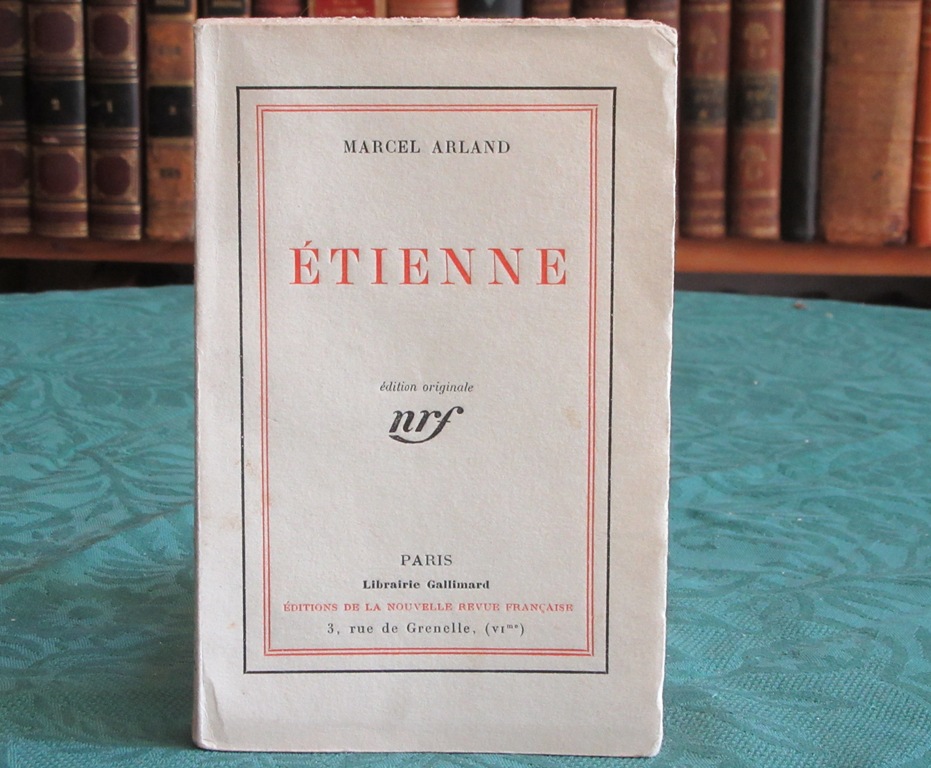 MARCEL ARLAND
ÉTIENNE
édition originale
nrf
PARIS
Librairie Gallimard
ÉDITIONS DE LA NOUVELLE REVUE FRANÇAISE
3, rue de Grenelle, (VIᵐᵉ)